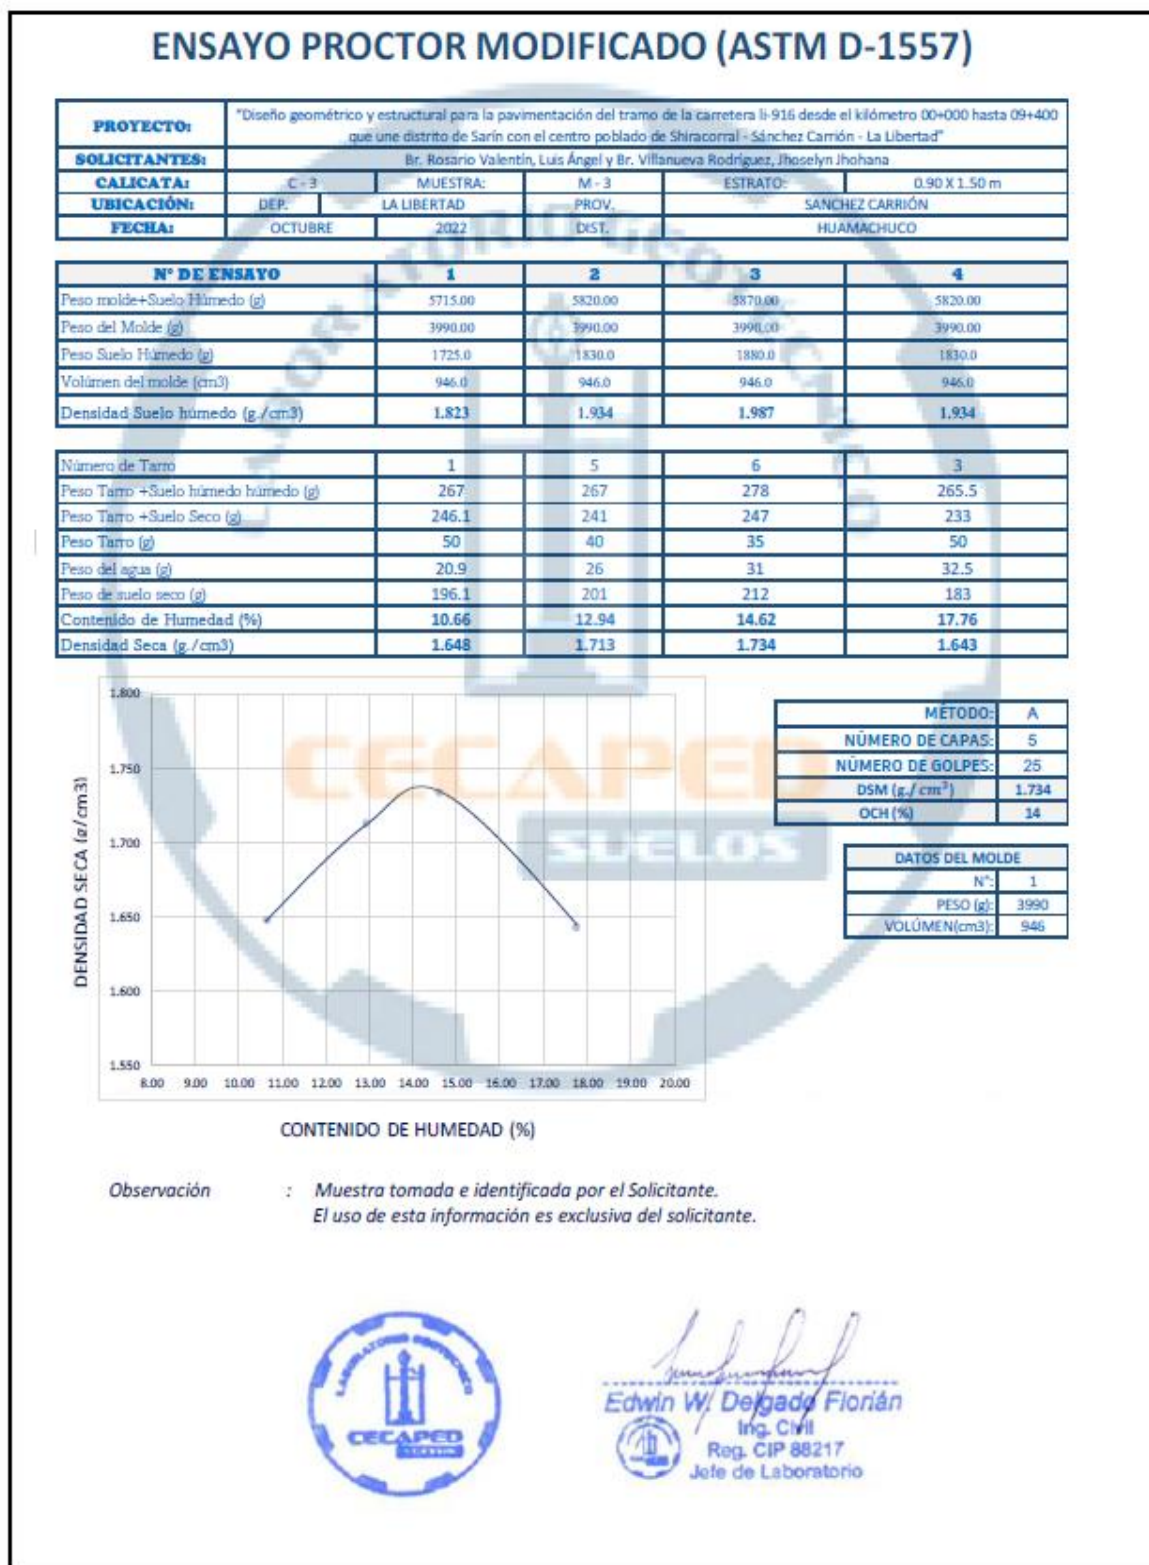 ENSAYO PROCTOR MODIFICADO (ASTM D-1557)
PROYECTO: "Diseño geométrico y estructural para la pavimentación del tramo de la carretera li-916 desde el kilómetro 00+000 hasta 09+400
que une distrito de Sarín con el centro poblado de Shiracorral - Sánchez Carrión - La Libertad"
SOLICITANTES: Br. Rosario Valentín, Luis Ángel y Br. Villanueva Rodríguez, Jhoselyn Jhohana
CALICATA: C - 3 MUESTRA: M - 3 ESTRATO: 0.90 X 1.50 m
UBICACIÓN: DEP. LA LIBERTAD PROV. SANCHEZ CARRIÓN
FECHA: OCTUBRE 2022 DIST. HUAMACHUCO
N° DE ENSAYO 1 2 3 4
Peso molde+Suelo Húmedo (g) 5715.00 5820.00 5870.00 5820.00
Peso del Molde (g) 3990.00 3990.00 3990.00 3990.00
Peso Suelo Húmedo (g) 1725.0 1830.0 1880.0 1830.0
Volúmen del molde (cm3) 946.0 946.0 946.0 946.0
Densidad Suelo húmedo (g./cm3) 1.823 1.934 1.987 1.934
Número de Tarro 1 5 6 3
Peso Tarro +Suelo húmedo húmedo (g) 267 267 278 265.5
Peso Tarro +Suelo Seco (g) 246.1 241 247 233
Peso Tarro (g) 50 40 35 50
Peso del agua (g) 20.9 26 31 32.5
Peso de suelo seco (g) 196.1 201 212 183
Contenido de Humedad (%) 10.66 12.94 14.62 17.76
Densidad Seca (g./cm3) 1.648 1.713 1.734 1.643
LABORATORIO GEOTÉCNICO
CECAPED
SUELOS
DENSIDAD SECA (g/cm3)
1.800
1.750
1.700
1.650
1.600
1.550
8.00 9.00 10.00 11.00 12.00 13.00 14.00 15.00 16.00 17.00 18.00 19.00 20.00
CONTENIDO DE HUMEDAD (%)
MÉTODO: A
NÚMERO DE CAPAS: 5
NÚMERO DE GOLPES: 25
DSM (g./ cm³) 1.734
OCH (%) 14
DATOS DEL MOLDE
N°: 1
PESO (g): 3990
VOLÚMEN(cm3): 946
Observación : Muestra tomada e identificada por el Solicitante.
El uso de esta información es exclusiva del solicitante.
LABORATORIO GEOTÉCNICO
CECAPED
Edwin W. Delgado Florián
Ing. Civil
Reg. CIP 88217
Jefe de Laboratorio